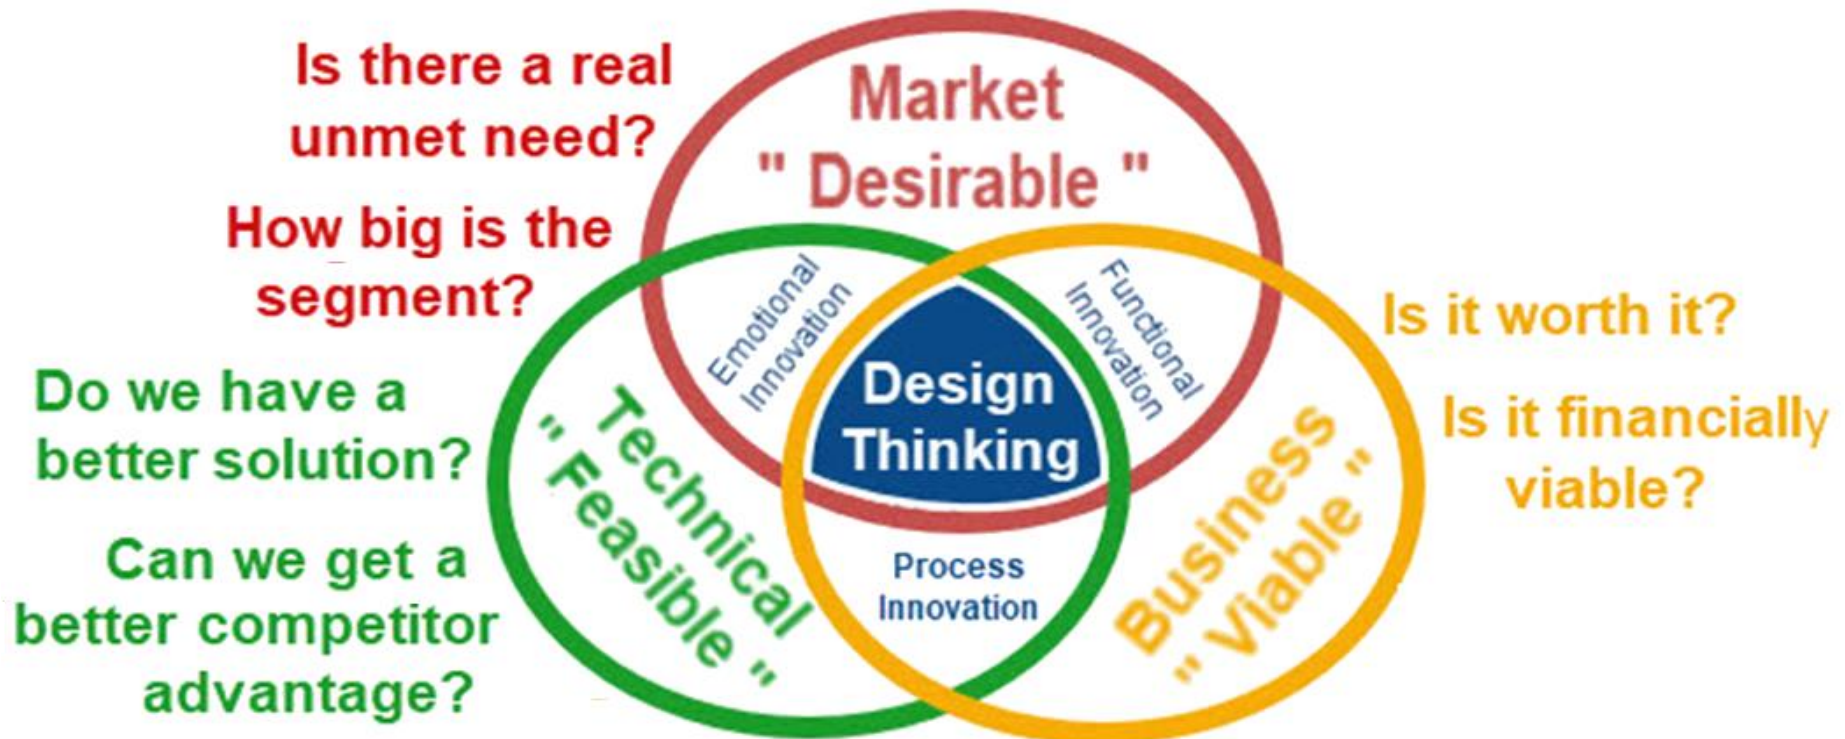 Is there a real
unmet need?
How big is the
segment?
Do we have a
better solution?
Can we get a
better competitor
advantage?
Market
" Desirable "
Emotional
Innovation
Functional
Innovation
Design
Thinking
Technical
" Feasible "
Process
Innovation
Business
" Viable "
Is it worth it?
Is it financially
viable?